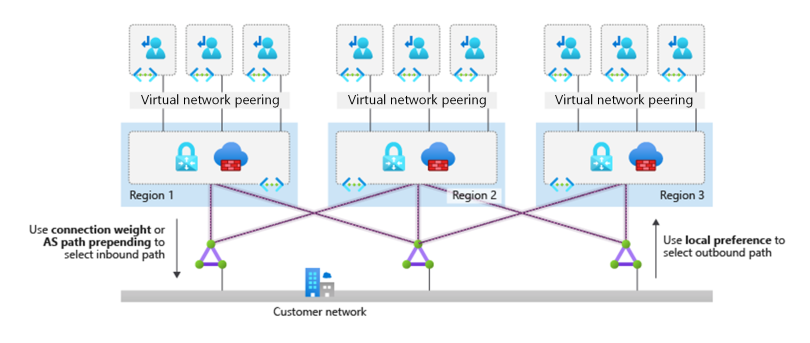 Virtual network peering
Virtual network peering
Virtual network peering
Region 1
Region 2
Region 3
Use connection weight or
AS path prepending to
select inbound path
Use local preference to
select outbound path
Customer network